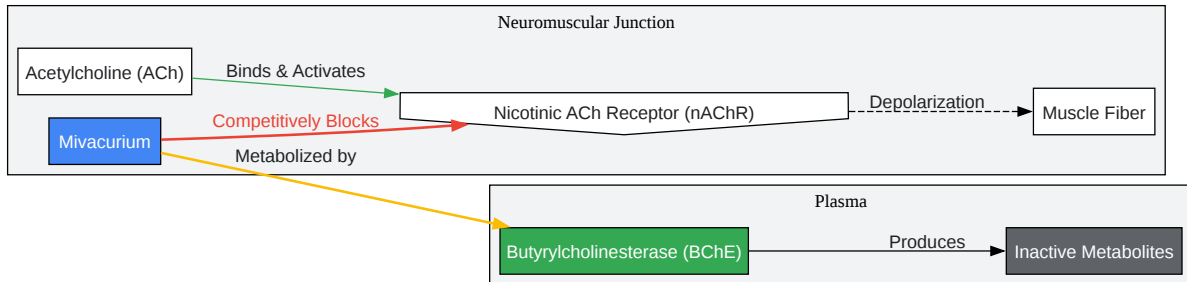 Neuromuscular Junction
Acetylcholine (ACh)
Binds & Activates
Nicotinic ACh Receptor (nAChR)
Depolarization
Muscle Fiber
Competitively Blocks
Mivacurium
Metabolized by
Plasma
Butyrylcholinesterase (BChE)
Produces
Inactive Metabolites